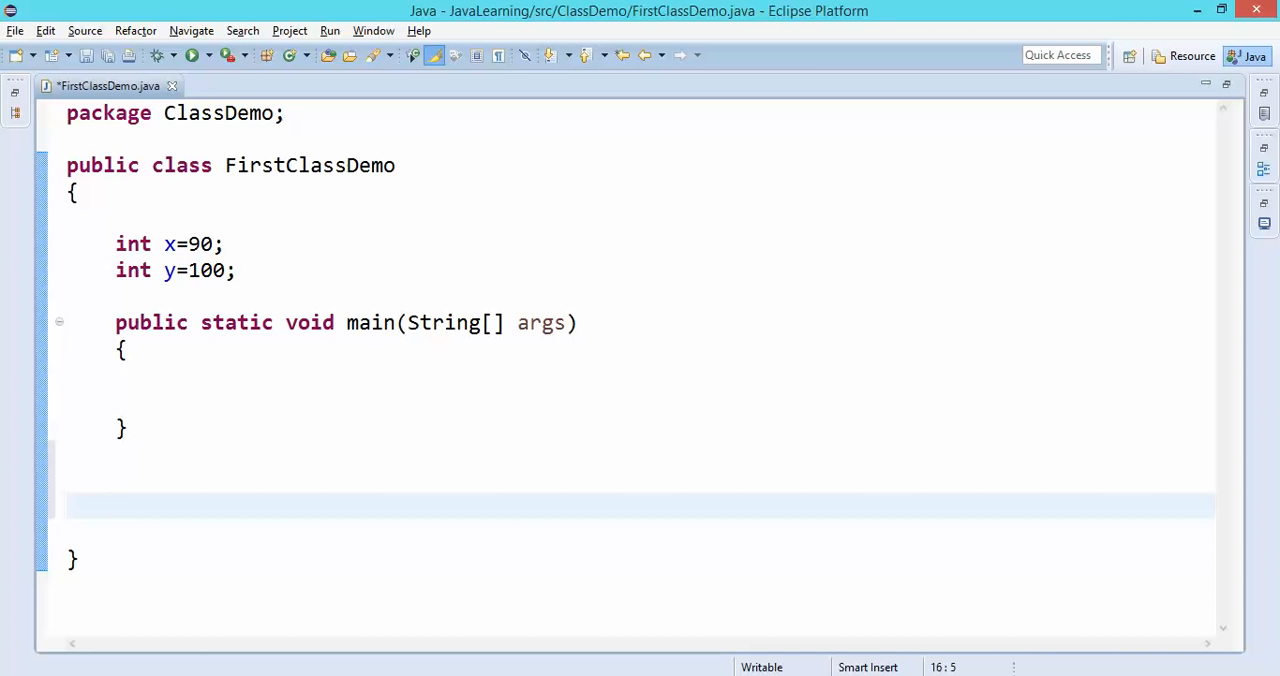 Java - JavaLearning/src/ClassDemo/FirstClassDemo.java - Eclipse Platform
File Edit Source Refactor Navigate Search Project Run Window Help
Quick Access Resource Java
*FirstClassDemo.java
package ClassDemo;
public class FirstClassDemo
{
int x=90;
int y=100;
public static void main(String[] args)
{
}
}
Writable Smart Insert 16 : 5